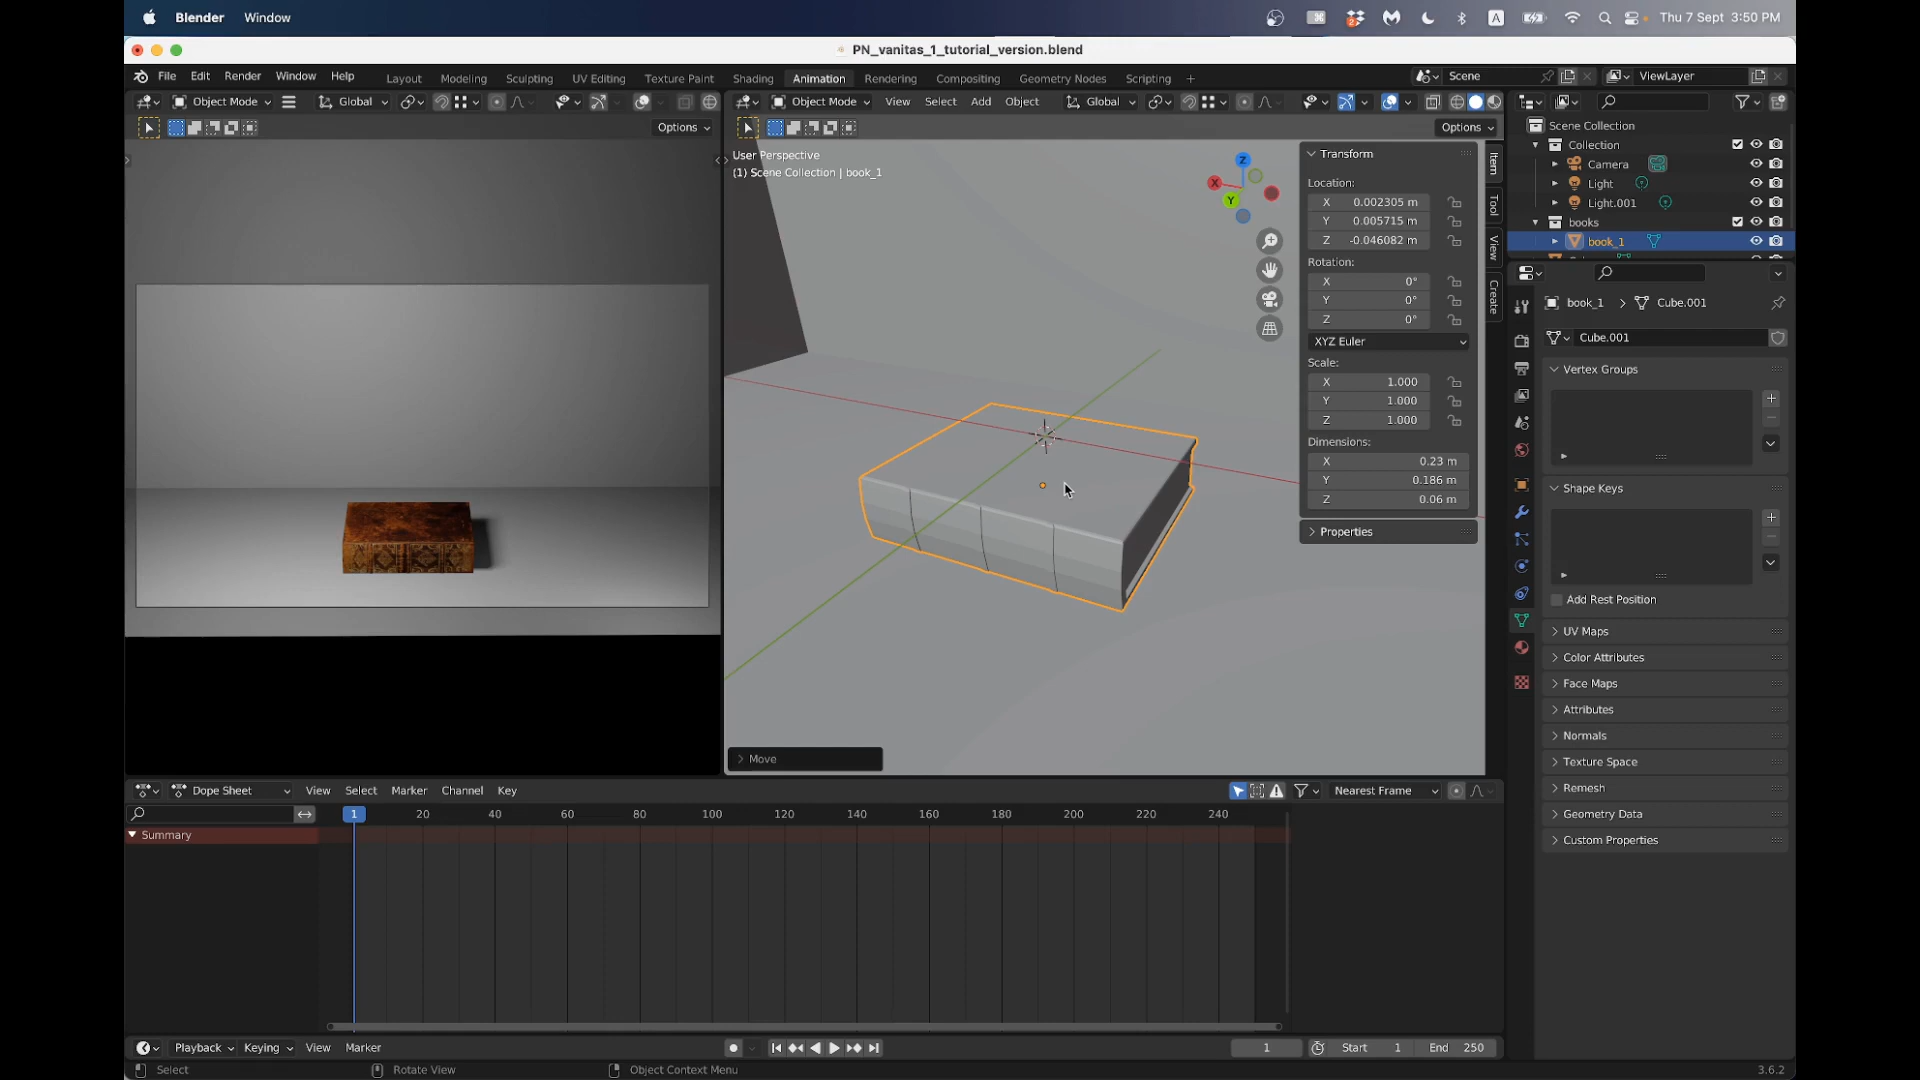 Blender Window
A Thu 7 Sept 3:50 PM
PN_vanitas_1_tutorial_version.blend
File Edit Render Window Help Layout Modeling Sculpting UV Editing Texture Paint Shading Animation Rendering Compositing Geometry Nodes Scripting + Scene ViewLayer
Object Mode Global Object Mode View Select Add Object Global
Options Options
User Perspective
(1) Scene Collection | book_1
Z
X
Y
Transform
Location:
X 0.002305 m
Y 0.005715 m
Z -0.046082 m
Rotation:
X 0°
Y 0°
Z 0°
XYZ Euler
Scale:
X 1.000
Y 1.000
Z 1.000
Dimensions:
X 0.23 m
Y 0.186 m
Z 0.06 m
Properties
Item
Tool
View
Create
Move
Scene Collection
Collection
Camera
Light
Light.001
books
book_1
book_1 Cube.001
Cube.001
Vertex Groups
Shape Keys
Add Rest Position
UV Maps
Color Attributes
Face Maps
Attributes
Normals
Texture Space
Remesh
Geometry Data
Custom Properties
Dope Sheet View Select Marker Channel Key Nearest Frame
1 20 40 60 80 100 120 140 160 180 200 220 240
Summary
Playback Keying View Marker 1 Start 1 End 250
Select Rotate View Object Context Menu 3.6.2